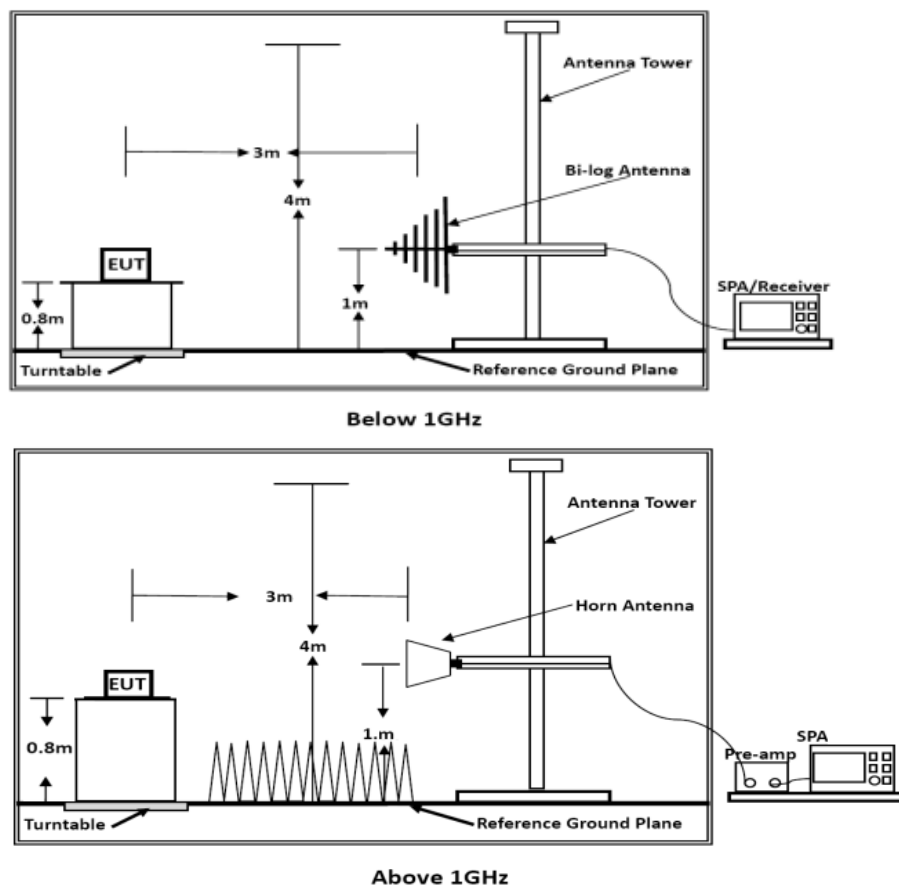 Antenna Tower
3m
Bi-log Antenna
4m
EUT
SPA/Receiver
0.8m
1m
Turntable
Reference Ground Plane
Below 1GHz
Antenna Tower
3m
Horn Antenna
4m
EUT
1.m
SPA
0.8m
Pre-amp
Turntable
Reference Ground Plane
Above 1GHz